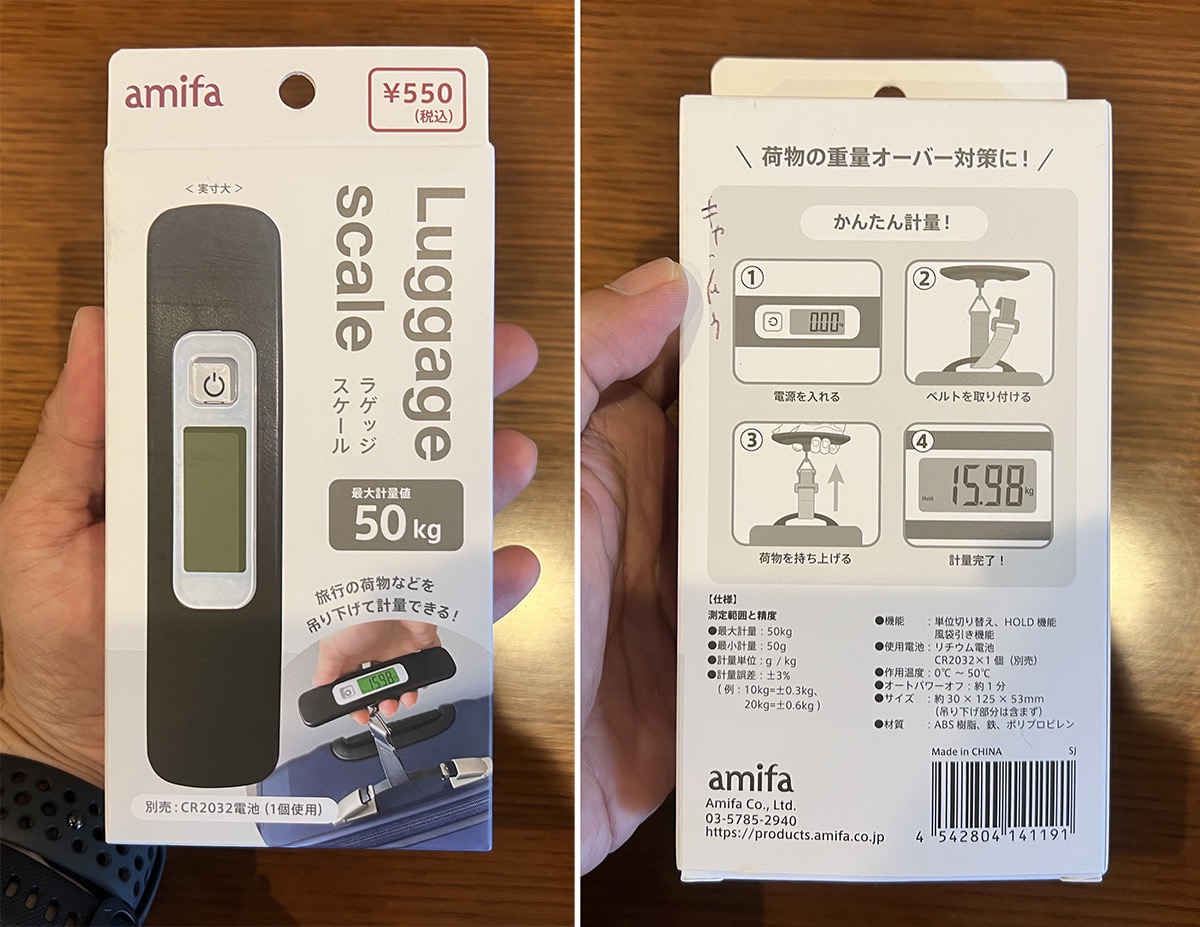 amifa
¥550
(税込)
＜実寸大＞
Luggage
scale
ラゲッジ
スケール
最大計量値
50kg
旅行の荷物などを
吊り下げて計量できる！
15.98
別売：CR2032電池（1個使用）
＼ 荷物の重量オーバー対策に！ ／
かんたん計量！
①
0.00
電源を入れる
②
ベルトを取り付ける
③
荷物を持ち上げる
④
Hold 15.98kg
計量完了！
【仕様】
測定範囲と精度
●最大計量：50kg
●最小計量：50g
●計量単位：g / kg
●計量誤差：±3%
（例：10kg=±0.3kg、
20kg=±0.6kg）
●機能　　：単位切り替え、HOLD機能
風袋引き機能
●使用電池：リチウム電池
CR2032×1個（別売）
●作用温度：0℃ ～ 50℃
●オートパワーオフ：約1分
●サイズ　：約30×125×53mm
（吊り下げ部分は含まず）
●材質　　：ABS樹脂、鉄、ポリプロピレン
Made in CHINA SJ
amifa
Amifa Co., Ltd.
03-5785-2940
https://products.amifa.co.jp
4 542804 141191